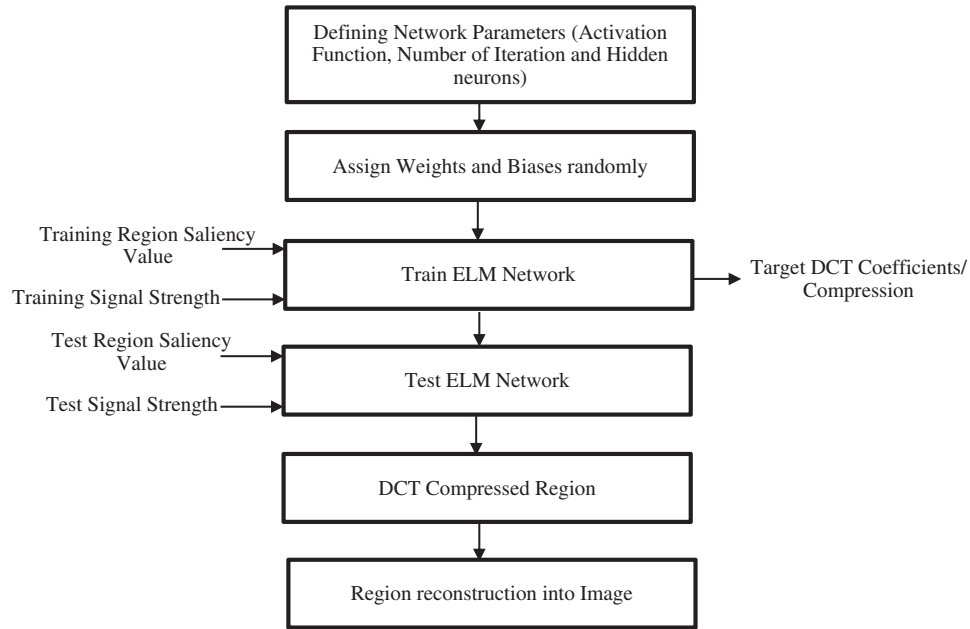 Defining Network Parameters (Activation
Function, Number of Iteration and Hidden
neurons)
Assign Weights and Biases randomly
Training Region Saliency
Value
Training Signal Strength
Train ELM Network
Target DCT Coefficients/
Compression
Test Region Saliency
Value
Test Signal Strength
Test ELM Network
DCT Compressed Region
Region reconstruction into Image